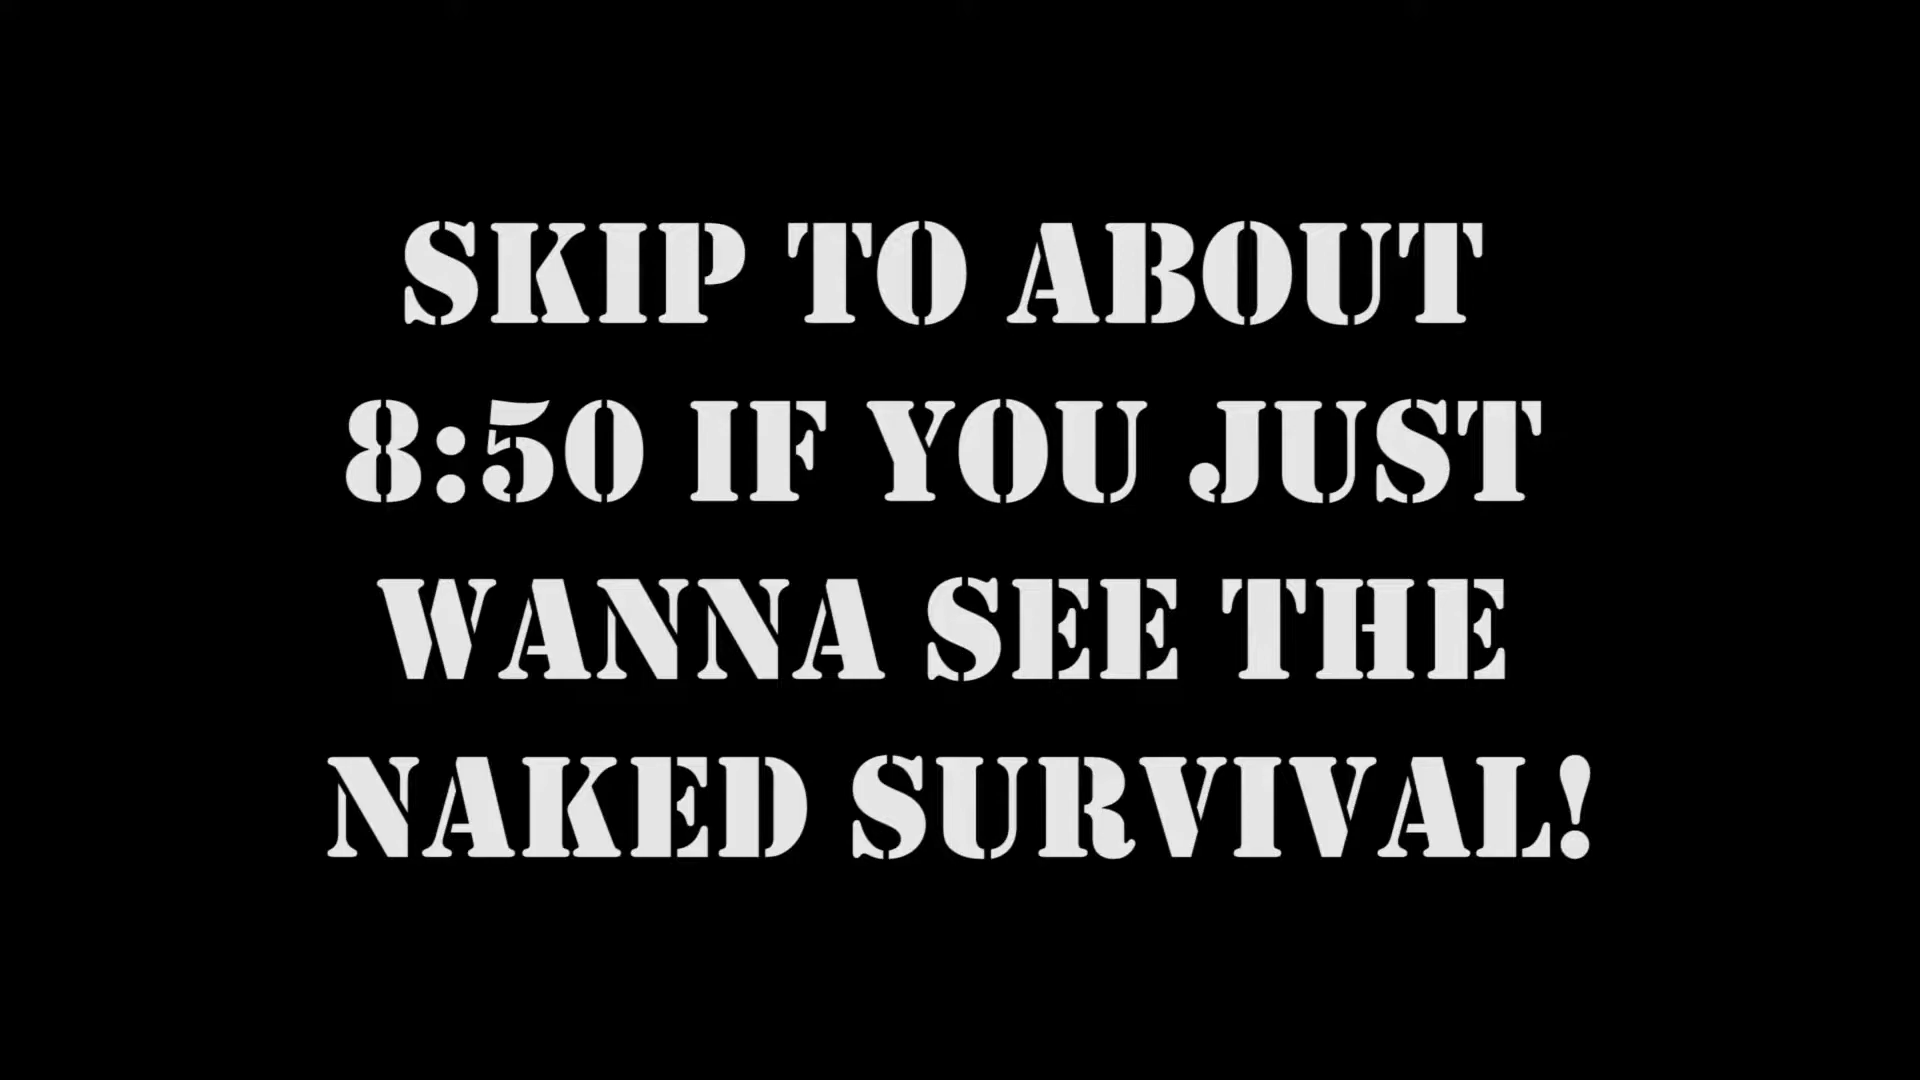 SKIP TO ABOUT
8:50 IF YOU JUST
WANNA SEE THE
NAKED SURVIVAL!